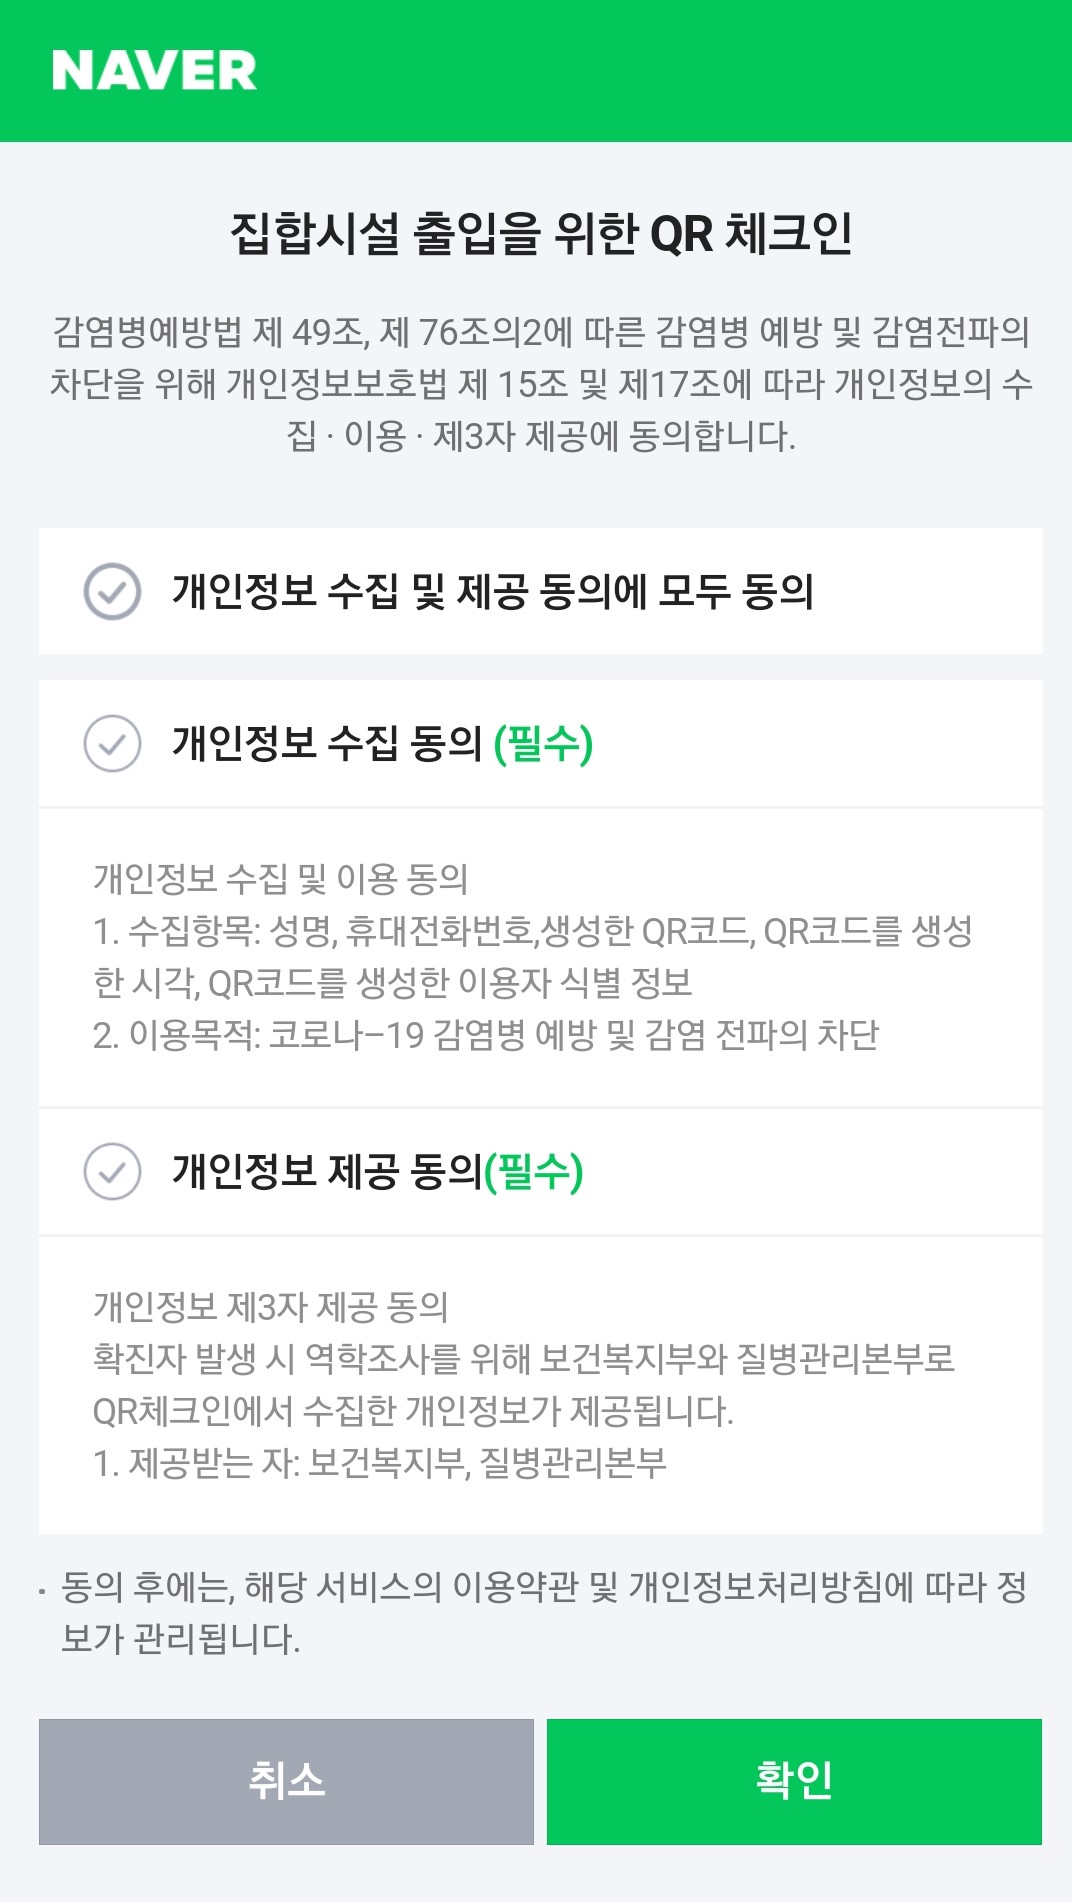 NAVER
집합시설 출입을 위한 QR 체크인
감염병예방법 제 49조, 제 76조의2에 따른 감염병 예방 및 감염전파의
차단을 위해 개인정보보호법 제 15조 및 제17조에 따라 개인정보의 수
집 · 이용 · 제3자 제공에 동의합니다.
개인정보 수집 및 제공 동의에 모두 동의
개인정보 수집 동의 (필수)
개인정보 수집 및 이용 동의
1. 수집항목: 성명, 휴대전화번호,생성한 QR코드, QR코드를 생성
한 시각, QR코드를 생성한 이용자 식별 정보
2. 이용목적: 코로나–19 감염병 예방 및 감염 전파의 차단
개인정보 제공 동의(필수)
개인정보 제3자 제공 동의
확진자 발생 시 역학조사를 위해 보건복지부와 질병관리본부로
QR체크인에서 수집한 개인정보가 제공됩니다.
1. 제공받는 자: 보건복지부, 질병관리본부
· 동의 후에는, 해당 서비스의 이용약관 및 개인정보처리방침에 따라 정
보가 관리됩니다.
취소
확인